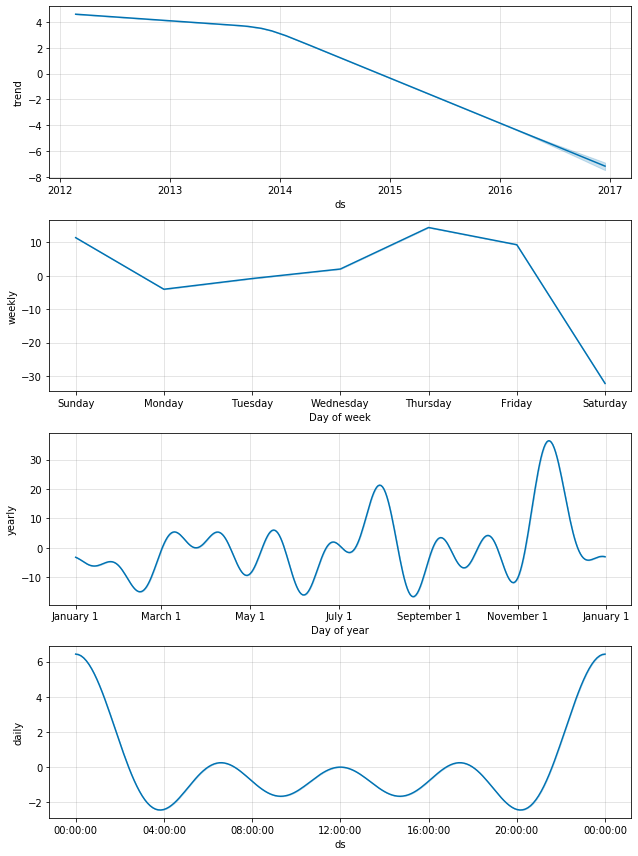 4
2
0
−2
−4
−6
−8
trend
2012 2013 2014 2015 2016 2017
ds
10
0
−10
−20
−30
weekly
Sunday Monday Tuesday Wednesday Thursday Friday Saturday
Day of week
30
20
10
0
−10
yearly
January 1 March 1 May 1 July 1 September 1 November 1 January 1
Day of year
6
4
2
0
−2
daily
00:00:00 04:00:00 08:00:00 12:00:00 16:00:00 20:00:00 00:00:00
ds